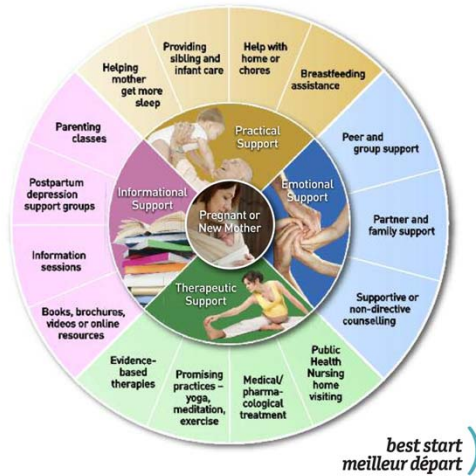 Helping
mother
get more
sleep
Providing
sibling and
infant care
Help with
home or
chores
Breastfeeding
assistance
Peer and
group support
Partner and
family support
Supportive or
non-directive
counselling
Public
Health
Nursing
home
visiting
Medical/
pharma-
cological
treatment
Promising
practices –
yoga,
meditation,
exercise
Evidence-
based
therapies
Books, brochures,
videos or online
resources
Information
sessions
Postpartum
depression
support groups
Parenting
classes
Practical
Support
Emotional
Support
Therapeutic
Support
Informational
Support
Pregnant or
New Mother
best start
meilleur départ